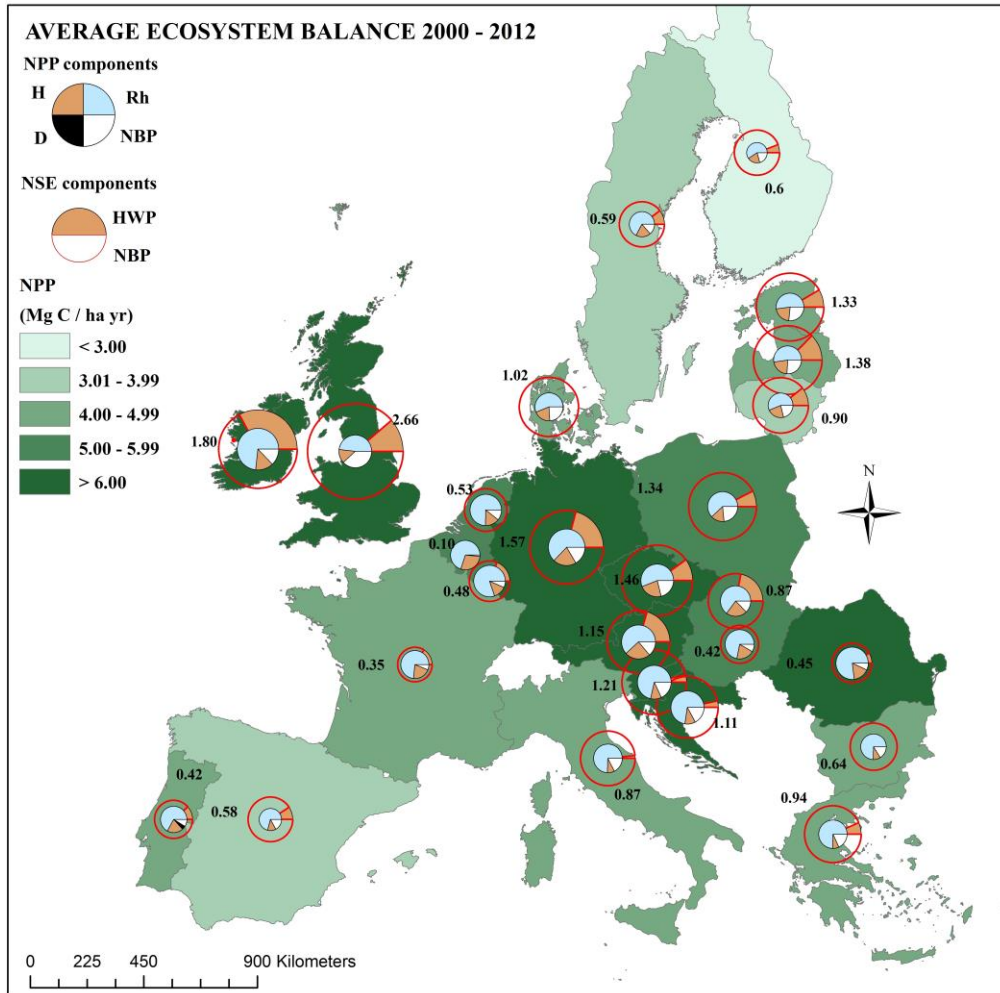 AVERAGE ECOSYSTEM BALANCE 2000 - 2012
NPP components
H
Rh
D
NBP
NSE components
HWP
NBP
NPP
(Mg C / ha yr)
< 3.00
3.01 - 3.99
4.00 - 4.99
5.00 - 5.99
> 6.00
0.6
0.59
1.33
1.38
0.90
1.02
1.80
2.66
N
0.53
1.34
0.10
1.57
0.48
1.46
0.87
1.15
0.42
0.45
0.35
1.21
1.11
0.64
0.42
0.58
0.87
0.94
0 225 450 900 Kilometers